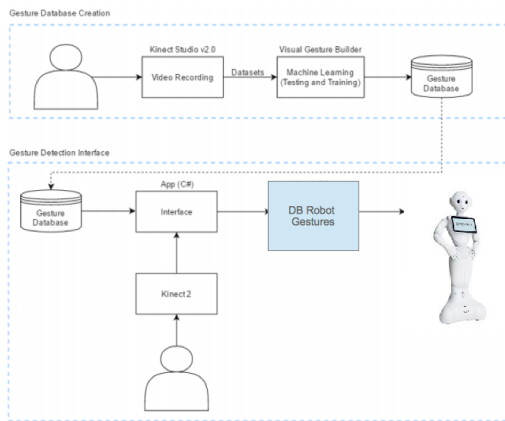 Gesture Database Creation
Kinect Studio v2.0
Visual Gesture Builder
Video Recording
Datasets
Machine Learning
(Testing and Training)
Gesture
Database
Gesture Detection Interface
App (C#)
Gesture
Database
Interface
DB Robot
Gestures
Kinect2